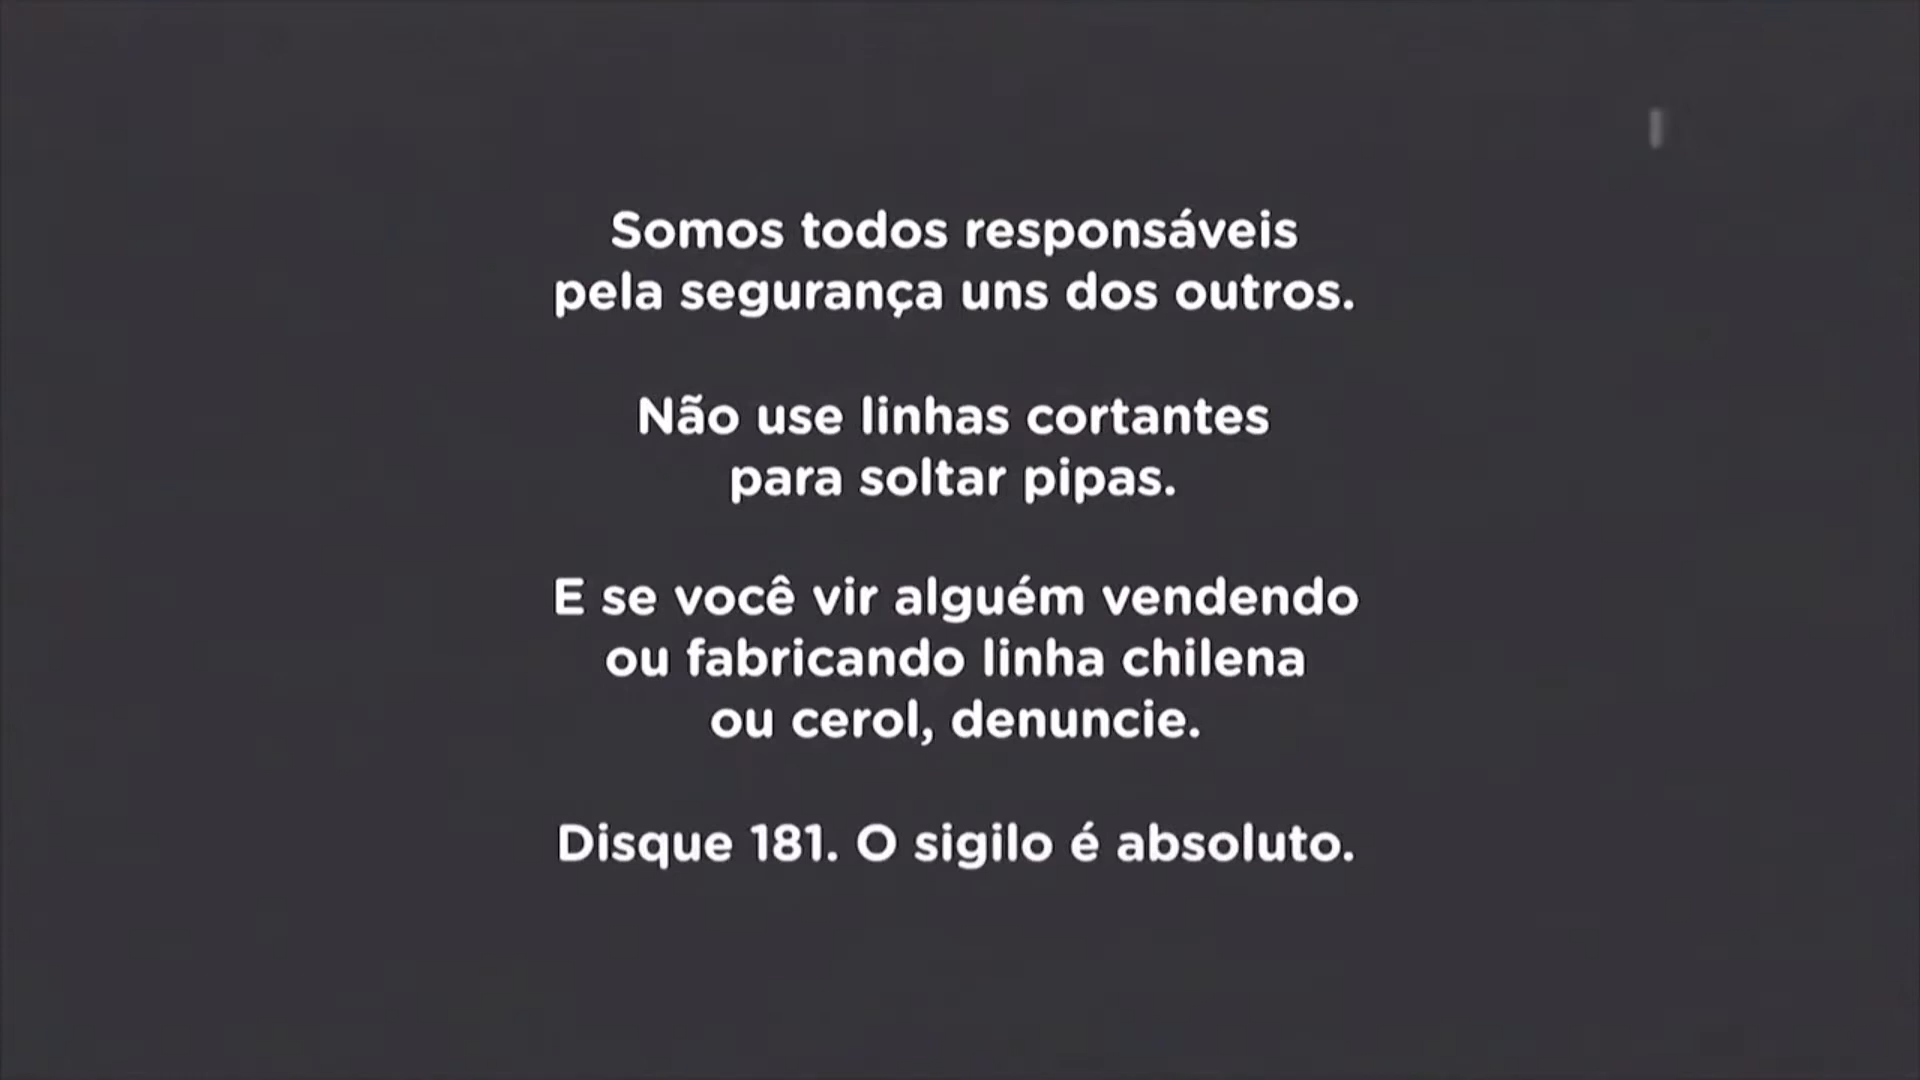 Somos todos responsáveis
pela segurança uns dos outros.
Não use linhas cortantes
para soltar pipas.
E se você vir alguém vendendo
ou fabricando linha chilena
ou cerol, denuncie.
Disque 181. O sigilo é absoluto.